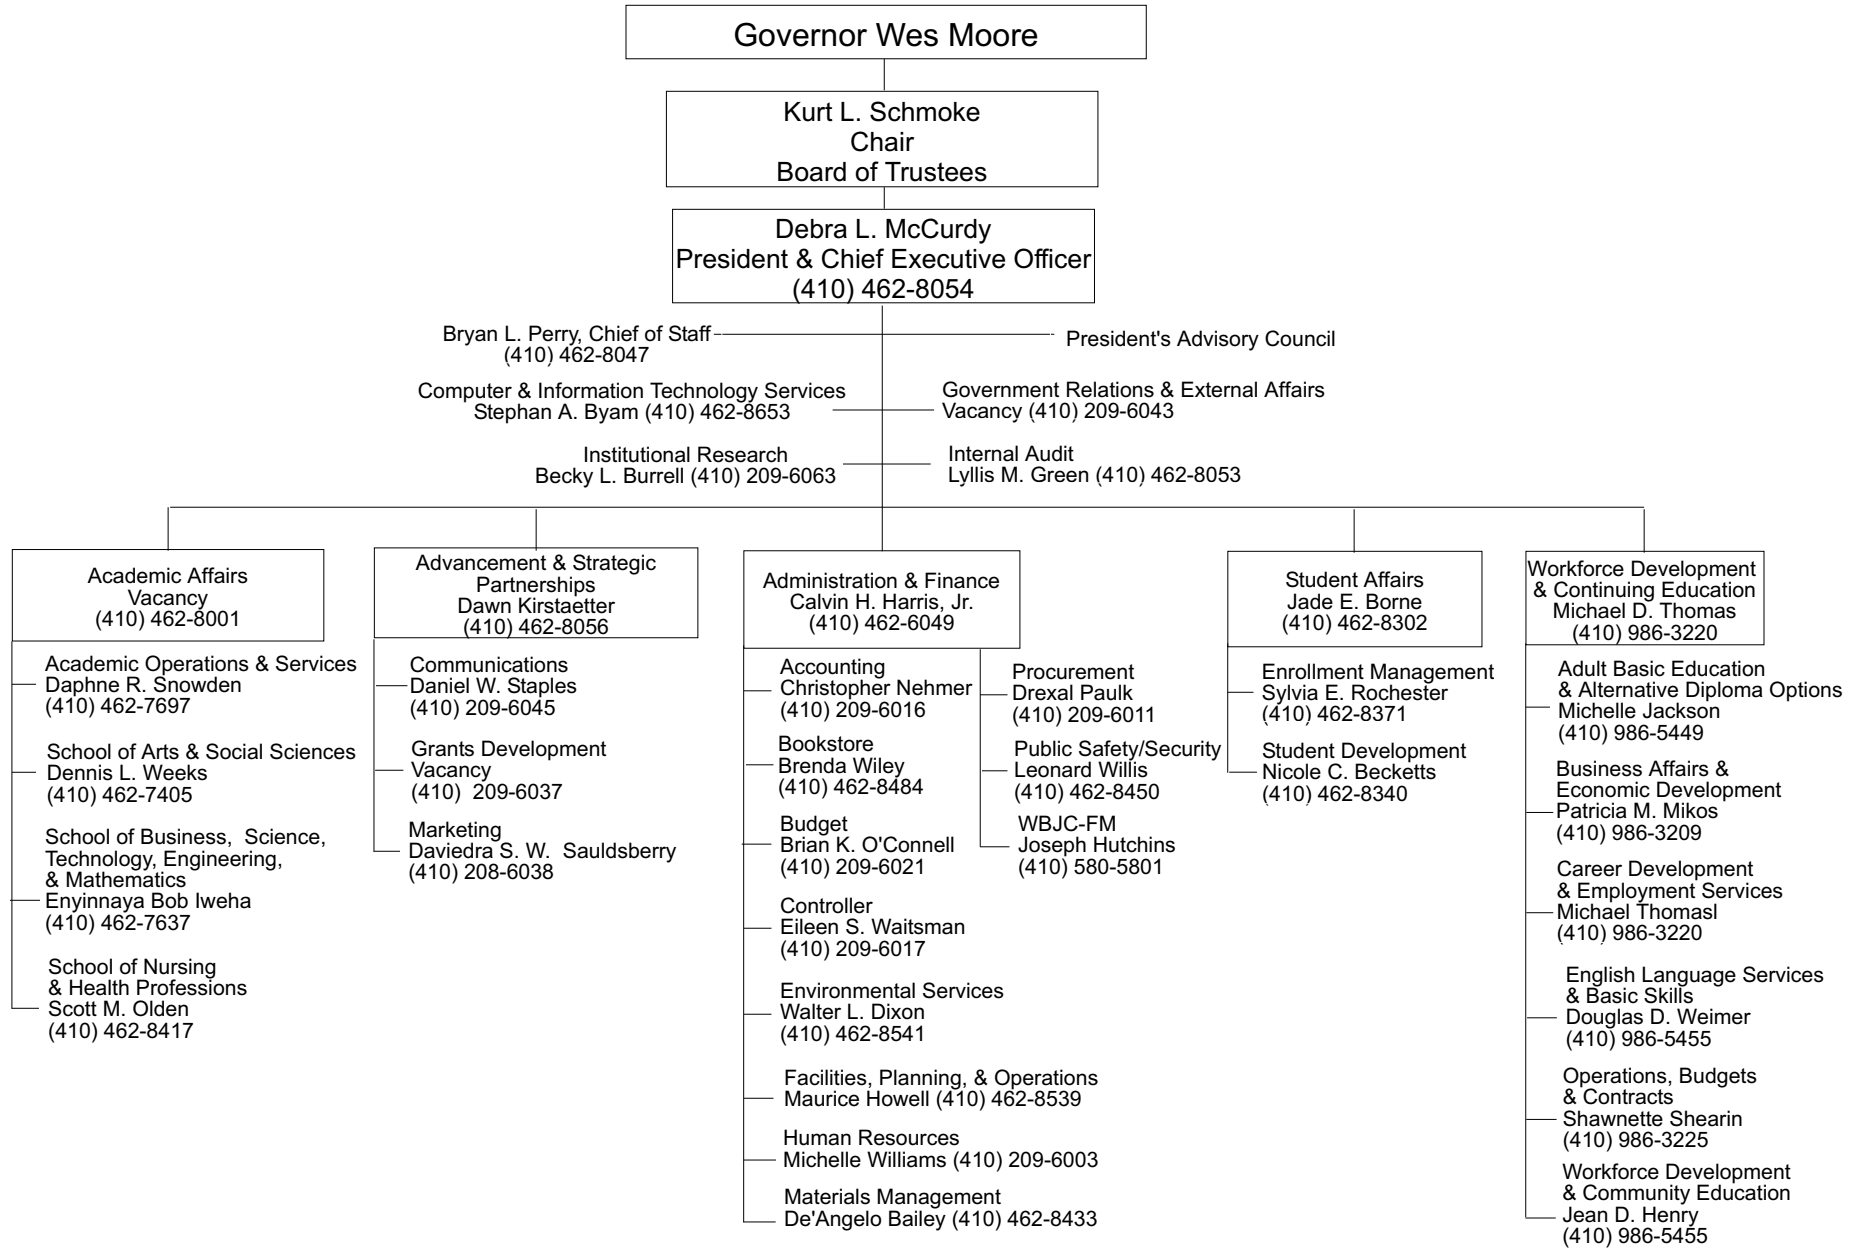 Governor Wes Moore
Kurt L. Schmoke
Chair
Board of Trustees
Debra L. McCurdy
President & Chief Executive Officer
(410) 462-8054
Bryan L. Perry, Chief of Staff
(410) 462-8047
President's Advisory Council
Computer & Information Technology Services
Stephan A. Byam (410) 462-8653
Government Relations & External Affairs
Vacancy (410) 209-6043
Institutional Research
Becky L. Burrell (410) 209-6063
Internal Audit
Lyllis M. Green (410) 462-8053
Academic Affairs
Vacancy
(410) 462-8001
Academic Operations & Services
Daphne R. Snowden
(410) 462-7697
School of Arts & Social Sciences
Dennis L. Weeks
(410) 462-7405
School of Business, Science,
Technology, Engineering,
& Mathematics
Enyinnaya Bob Iweha
(410) 462-7637
School of Nursing
& Health Professions
Scott M. Olden
(410) 462-8417
Advancement & Strategic
Partnerships
Dawn Kirstaetter
(410) 462-8056
Communications
Daniel W. Staples
(410) 209-6045
Grants Development
Vacancy
(410) 209-6037
Marketing
Daviedra S. W. Sauldsberry
(410) 208-6038
Administration & Finance
Calvin H. Harris, Jr.
(410) 462-6049
Accounting
Christopher Nehmer
(410) 209-6016
Bookstore
Brenda Wiley
(410) 462-8484
Budget
Brian K. O'Connell
(410) 209-6021
Controller
Eileen S. Waitsman
(410) 209-6017
Environmental Services
Walter L. Dixon
(410) 462-8541
Facilities, Planning, & Operations
Maurice Howell (410) 462-8539
Human Resources
Michelle Williams (410) 209-6003
Materials Management
De'Angelo Bailey (410) 462-8433
Procurement
Drexal Paulk
(410) 209-6011
Public Safety/Security
Leonard Willis
(410) 462-8450
WBJC-FM
Joseph Hutchins
(410) 580-5801
Student Affairs
Jade E. Borne
(410) 462-8302
Enrollment Management
Sylvia E. Rochester
(410) 462-8371
Student Development
Nicole C. Becketts
(410) 462-8340
Workforce Development
& Continuing Education
Michael D. Thomas
(410) 986-3220
Adult Basic Education
& Alternative Diploma Options
Michelle Jackson
(410) 986-5449
Business Affairs &
Economic Development
Patricia M. Mikos
(410) 986-3209
Career Development
& Employment Services
Michael Thomasl
(410) 986-3220
English Language Services
& Basic Skills
Douglas D. Weimer
(410) 986-5455
Operations, Budgets
& Contracts
Shawnette Shearin
(410) 986-3225
Workforce Development
& Community Education
Jean D. Henry
(410) 986-5455